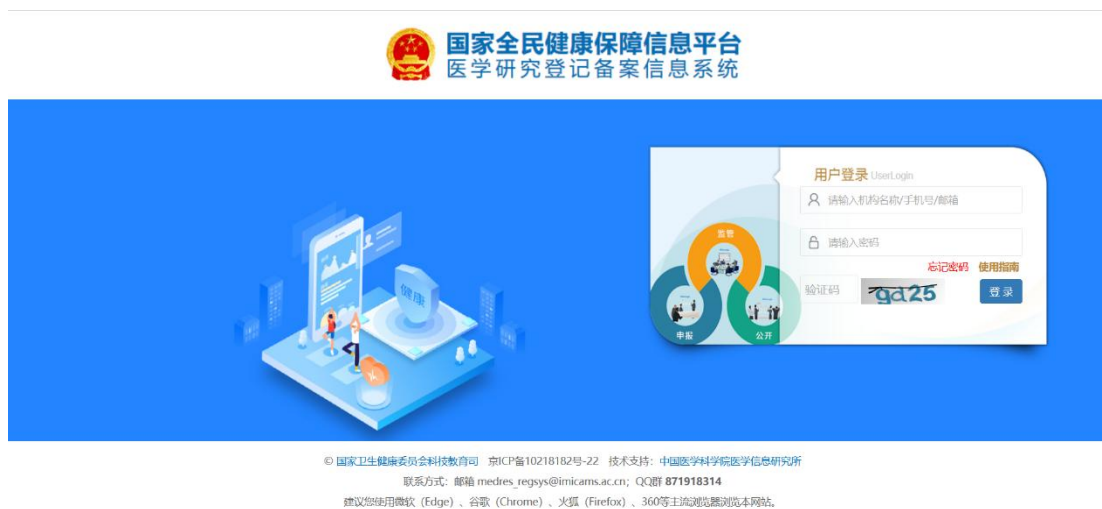 国家全民健康保障信息平台
医学研究登记备案信息系统
用户登录 UserLogin
请输入机构名称/手机号/邮箱
请输入密码
忘记密码 使用指南
验证码 gd25 登录
监管
申报 公开
健康
© 国家卫生健康委员会科技教育司 京ICP备10218182号-22 技术支持：中国医学科学院医学信息研究所
联系方式：邮箱 medres_regsys@imicams.ac.cn；QQ群 871918314
建议您使用微软（Edge）、谷歌（Chrome）、火狐（Firefox）、360等主流浏览器浏览本网站。